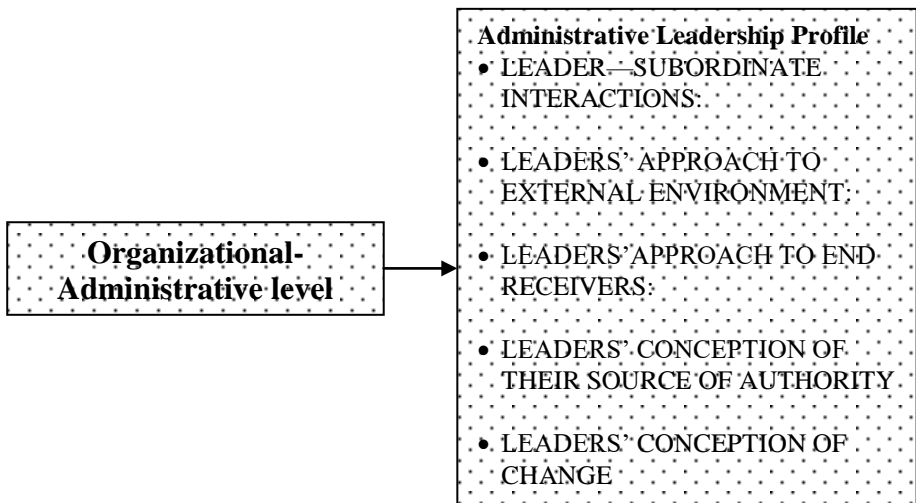 Organizational-
Administrative level
Administrative Leadership Profile
• LEADER—SUBORDINATE
INTERACTIONS:
• LEADERS’ APPROACH TO
EXTERNAL ENVIRONMENT:
• LEADERS’APPROACH TO END
RECEIVERS:
• LEADERS’ CONCEPTION OF
THEIR SOURCE OF AUTHORITY
• LEADERS’ CONCEPTION OF
CHANGE